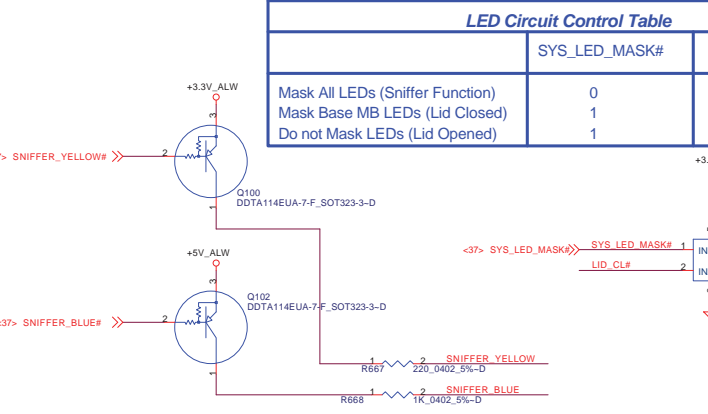 LED Circuit Control Table
SYS_LED_MASK#
Mask All LEDs (Sniffer Function) 0
Mask Base MB LEDs (Lid Closed) 1
Do not Mask LEDs (Lid Opened) 1
+3.3V_ALW
3
7> SNIFFER_YELLOW#
2
Q100
DDTA114EUA-7-F_SOT323-3~D
1
+3.
<37> SYS_LED_MASK#
SYS_LED_MASK# 1 IN
LID_CL# 2 IN
+5V_ALW
3
Q102
DDTA114EUA-7-F_SOT323-3~D
<37> SNIFFER_BLUE#
2
1
1 2 SNIFFER_YELLOW
R667 220_0402_5%~D
1 2 SNIFFER_BLUE
R668 1K_0402_5%~D